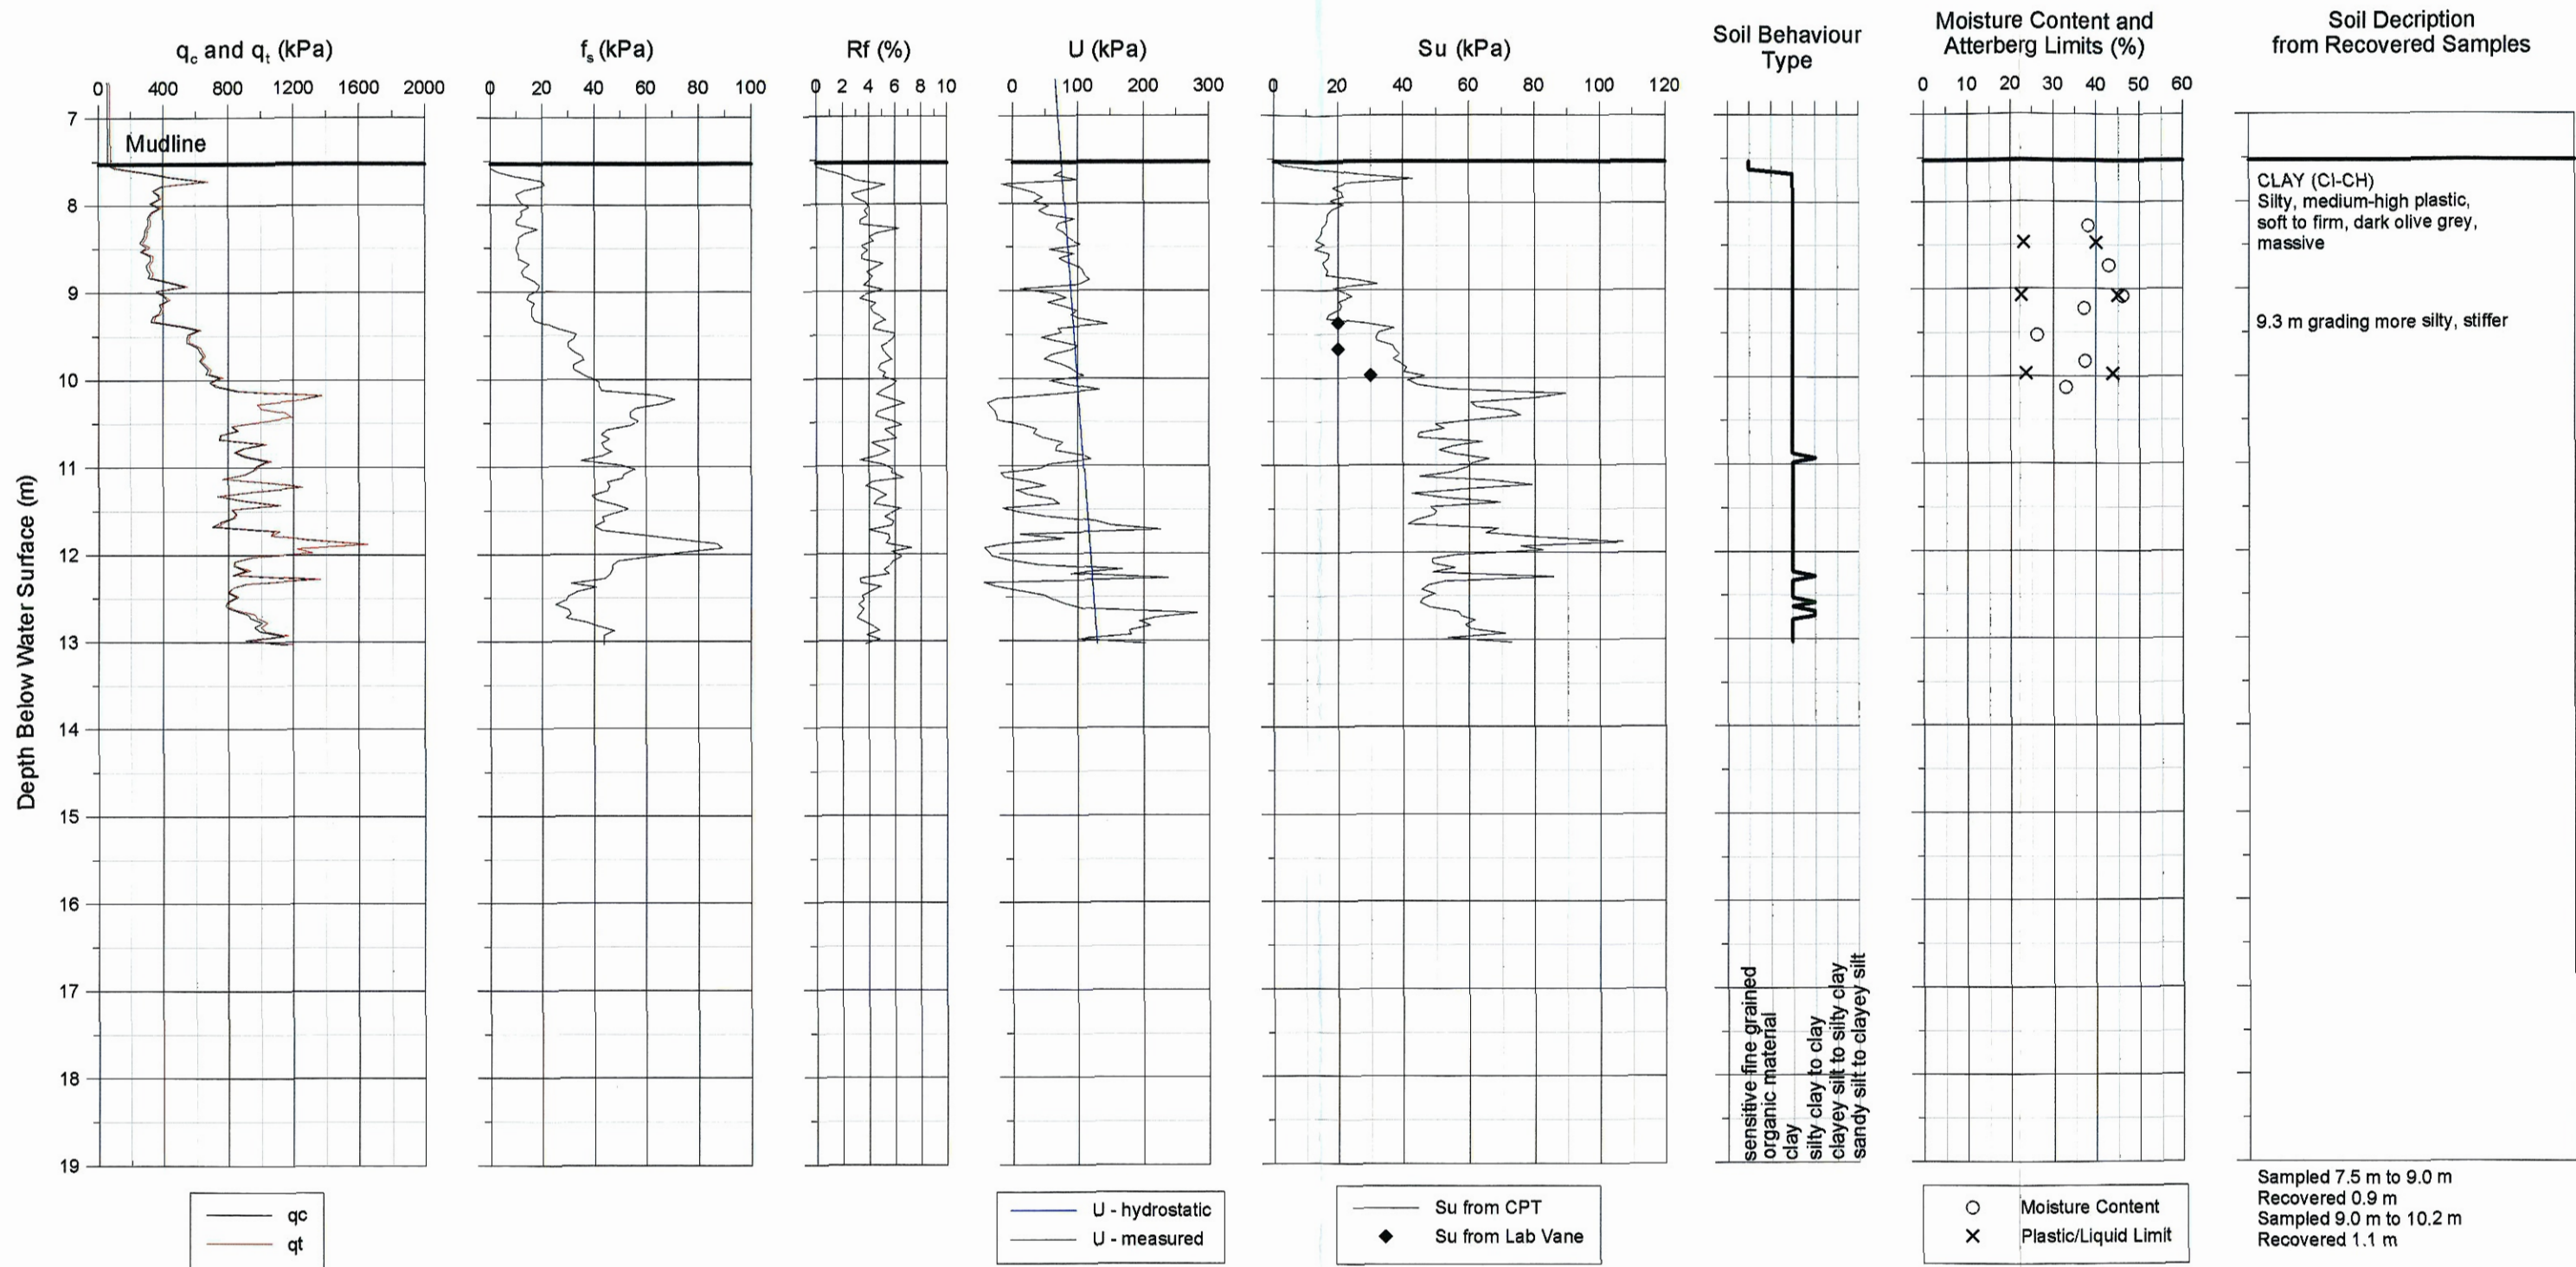 qc and qt (kPa)
0 400 800 1200 1600 2000
fs (kPa)
0 20 40 60 80 100
Rf (%)
0 2 4 6 8 10
U (kPa)
0 100 200 300
Su (kPa)
0 20 40 60 80 100 120
Soil Behaviour
Type
Moisture Content and
Atterberg Limits (%)
0 10 20 30 40 50 60
Soil Decription
from Recovered Samples
Depth Below Water Surface (m)
7
8
9
10
11
12
13
14
15
16
17
18
19
Mudline
CLAY (CI-CH)
Silty, medium-high plastic,
soft to firm, dark olive grey,
massive
9.3 m grading more silty, stiffer
sensitive fine grained
organic material
clay
silty clay to clay
clayey silt to silty clay
sandy silt to clayey silt
qc
qt
U - hydrostatic
U - measured
Su from CPT
Su from Lab Vane
Moisture Content
Plastic/Liquid Limit
Sampled 7.5 m to 9.0 m
Recovered 0.9 m
Sampled 9.0 m to 10.2 m
Recovered 1.1 m